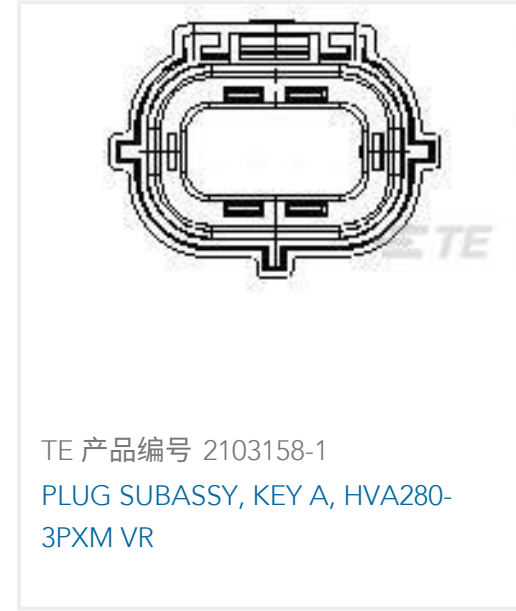 TE
TE 产品编号 2103158-1
PLUG SUBASSY, KEY A, HVA280-
3PXM VR